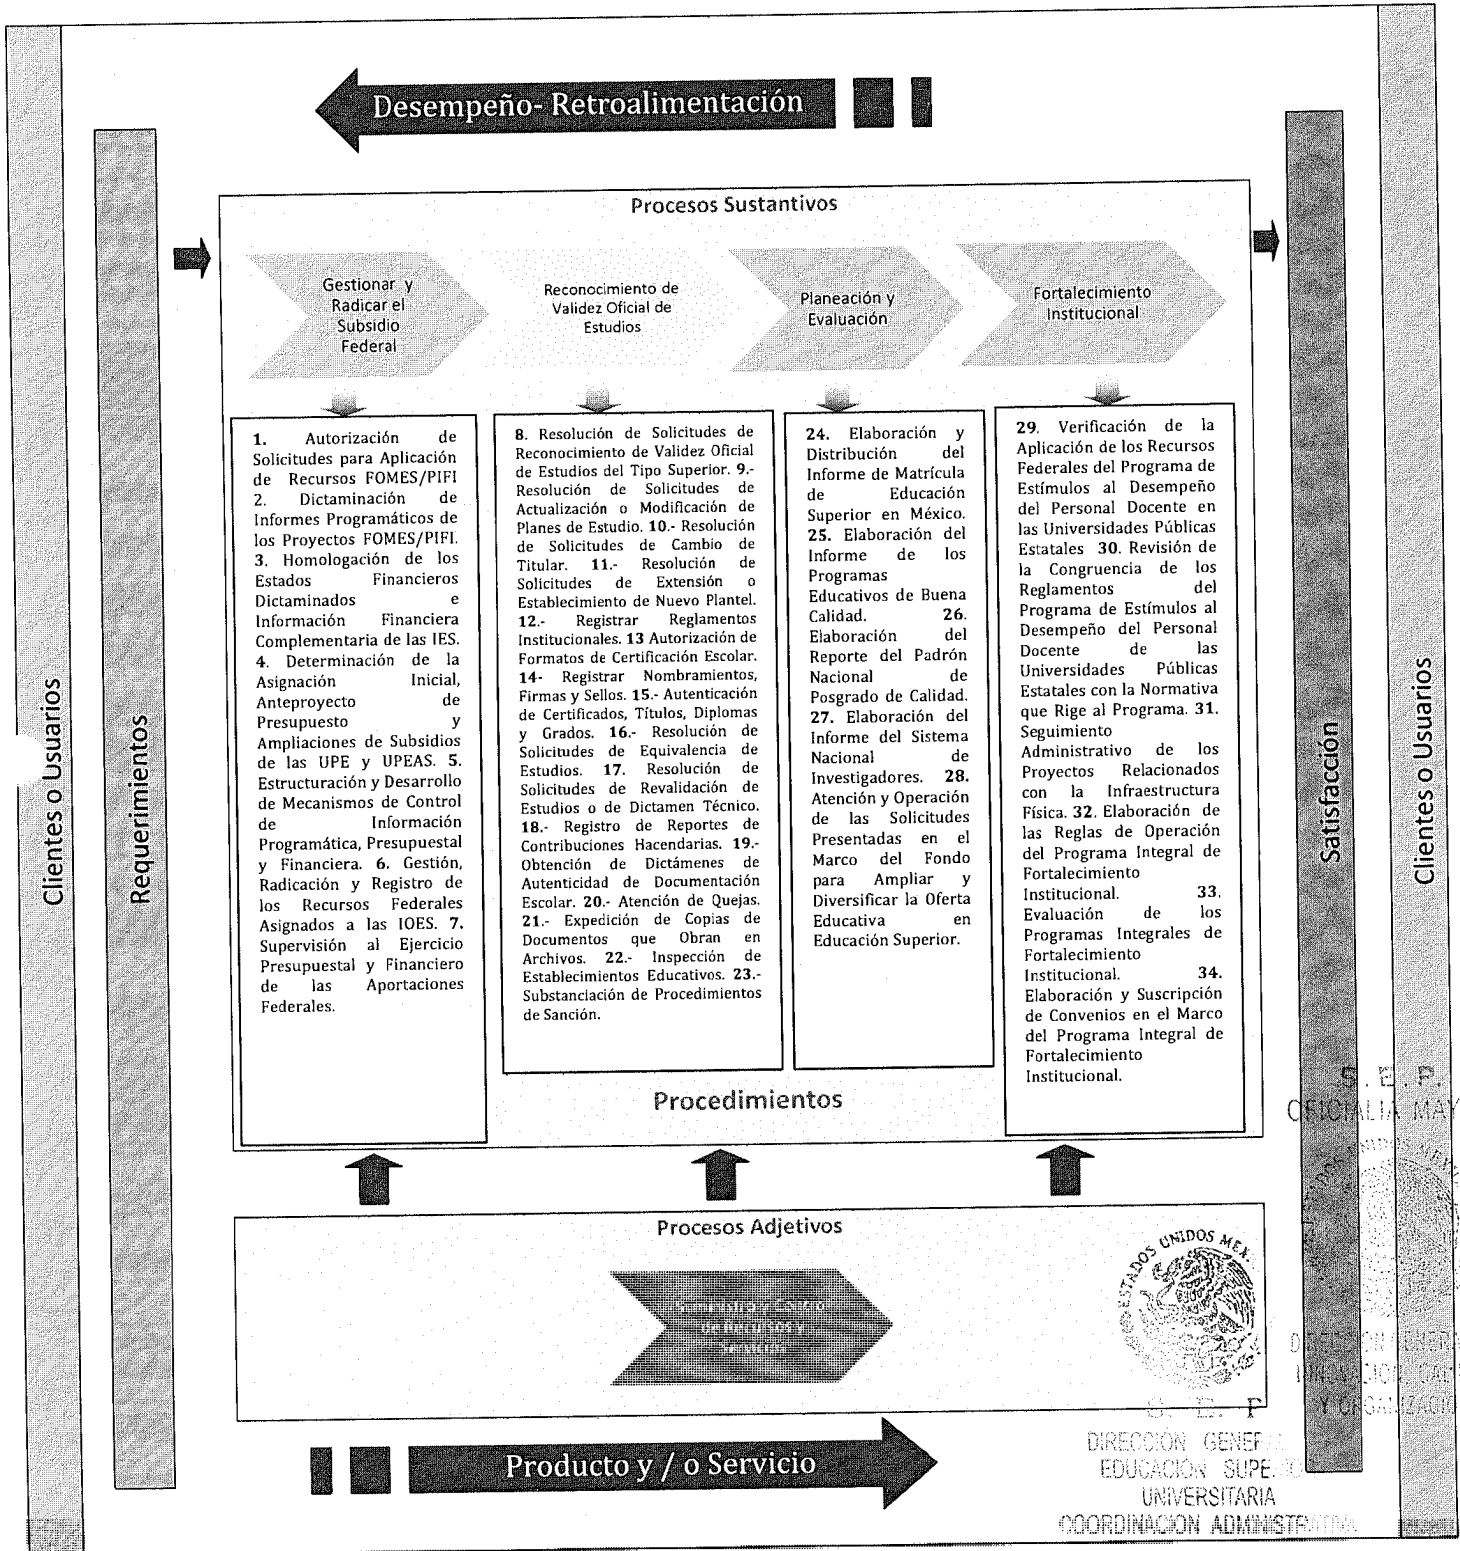 Desempeño- Retroalimentación
Clientes o Usuarios
Requerimientos
Procesos Sustantivos
Gestionar y
Radicar el
Subsidio
Federal
Reconocimiento de
Validez Oficial de
Estudios
Planeación y
Evaluación
Fortalecimiento
Institucional
1. Autorización de
Solicitudes para Aplicación
de Recursos FOMES/PIFI
2. Dictaminación de
Informes Programáticos de
los Proyectos FOMES/PIFI.
3. Homologación de los
Estados Financieros
Dictaminados e
Información Financiera
Complementaria de las IES.
4. Determinación de la
Asignación Inicial,
Anteproyecto de
Presupuesto y
Ampliaciones de Subsidios
de las UPE y UPEAS. 5.
Estructuración y Desarrollo
de Mecanismos de Control
de Información
Programática, Presupuestal
y Financiera. 6. Gestión,
Radicación y Registro de
los Recursos Federales
Asignados a las IOES. 7.
Supervisión al Ejercicio
Presupuestal y Financiero
de las Aportaciones
Federales.
8. Resolución de Solicitudes de
Reconocimiento de Validez Oficial
de Estudios del Tipo Superior. 9.-
Resolución de Solicitudes de
Actualización o Modificación de
Planes de Estudio. 10.- Resolución
de Solicitudes de Cambio de
Titular. 11.- Resolución de
Solicitudes de Extensión o
Establecimiento de Nuevo Plantel.
12.- Registrar Reglamentos
Institucionales. 13 Autorización de
Formatos de Certificación Escolar.
14- Registrar Nombramientos,
Firmas y Sellos. 15.- Autenticación
de Certificados, Títulos, Diplomas
y Grados. 16.- Resolución de
Solicitudes de Equivalencia de
Estudios. 17. Resolución de
Solicitudes de Revalidación de
Estudios o de Dictamen Técnico.
18.- Registro de Reportes de
Contribuciones Hacendarias. 19.-
Obtención de Dictámenes de
Autenticidad de Documentación
Escolar. 20.- Atención de Quejas.
21.- Expedición de Copias de
Documentos que Obran en
Archivos. 22.- Inspección de
Establecimientos Educativos. 23.-
Substanciación de Procedimientos
de Sanción.
24. Elaboración y
Distribución del
Informe de Matrícula
de Educación
Superior en México.
25. Elaboración del
Informe de los
Programas
Educativos de Buena
Calidad. 26.
Elaboración del
Reporte del Padrón
Nacional de
Posgrado de Calidad.
27. Elaboración del
Informe del Sistema
Nacional de
Investigadores. 28.
Atención y Operación
de las Solicitudes
Presentadas en el
Marco del Fondo
para Ampliar y
Diversificar la Oferta
Educativa en
Educación Superior.
29. Verificación de la
Aplicación de los Recursos
Federales del Programa de
Estímulos al Desempeño
del Personal Docente en
las Universidades Públicas
Estatales 30. Revisión de
la Congruencia de los
Reglamentos del
Programa de Estímulos al
Desempeño del Personal
Docente de las
Universidades Públicas
Estatales con la Normativa
que Rige al Programa. 31.
Seguimiento
Administrativo de los
Proyectos Relacionados
con la Infraestructura
Física. 32. Elaboración de
las Reglas de Operación
del Programa Integral de
Fortalecimiento
Institucional. 33.
Evaluación de los
Programas Integrales de
Fortalecimiento
Institucional. 34.
Elaboración y Suscripción
de Convenios en el Marco
del Programa Integral de
Fortalecimiento
Institucional.
Procedimientos
Satisfacción
Clientes o Usuarios
S. E. P.
OFICIALIA MAY
Procesos Adjetivos
Suministro y Control
de Recursos y
Servicios
ESTADOS UNIDOS MEX.
Y ORGANIZACIÓ
S. E. P
DIRECCIÓN GENER
EDUCACIÓN SUPERIO
UNIVERSITARIA
COORDINACION ADMINISTRATIVA
Producto y / o Servicio